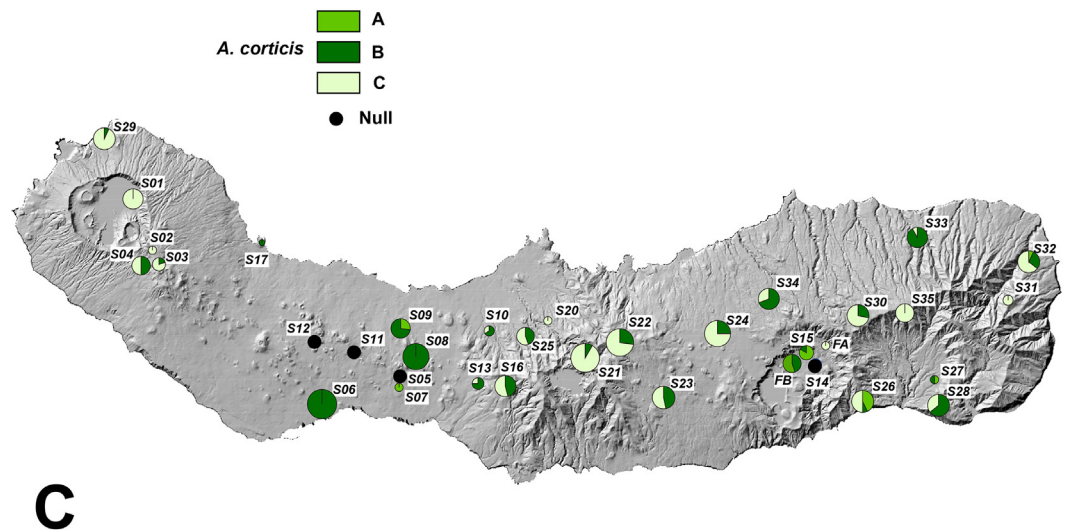 A
A. corticis B
C
Null
S29
S01
S02
S04
S03
S17
S12
S11
S09
S08
S05
S07
S06
S10
S13
S16
S25
S20
S22
S21
S23
S24
S34
S15
FA
FB
S14
S30
S35
S33
S32
S31
S26
S27
S28
C